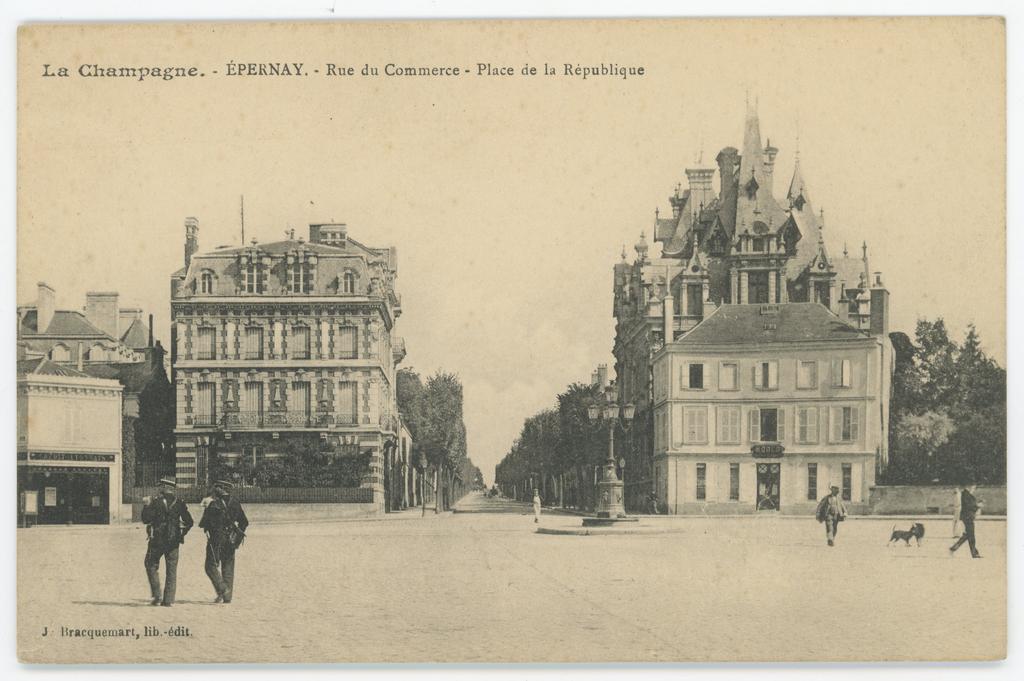 La Champagne. - ÉPERNAY. - Rue du Commerce - Place de la République
J. Bracquemart, lib.-édit.